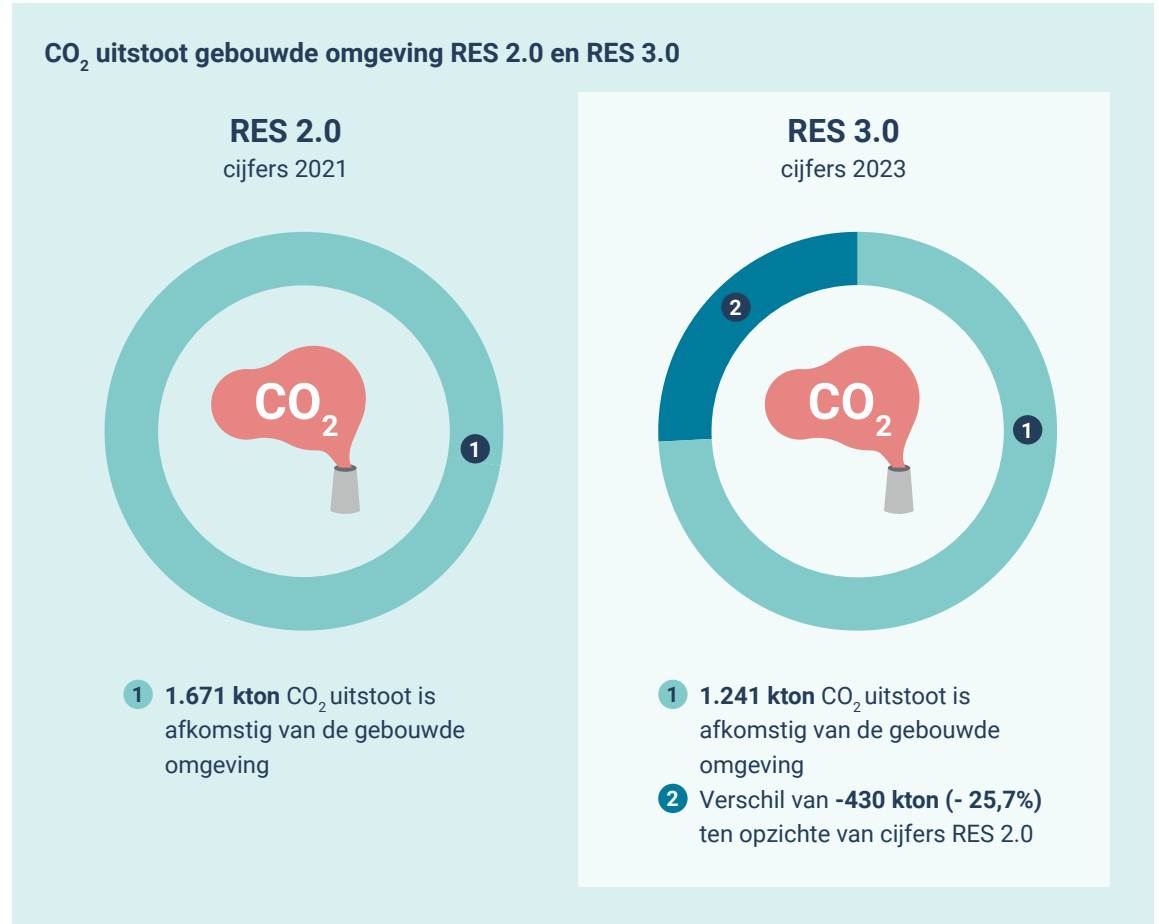 CO₂ uitstoot gebouwde omgeving RES 2.0 en RES 3.0
RES 2.0
cijfers 2021
CO₂
1
1 1.671 kton CO₂ uitstoot is
afkomstig van de gebouwde
omgeving
RES 3.0
cijfers 2023
2
CO₂
1
1 1.241 kton CO₂ uitstoot is
afkomstig van de gebouwde
omgeving
2 Verschil van -430 kton (- 25,7%)
ten opzichte van cijfers RES 2.0